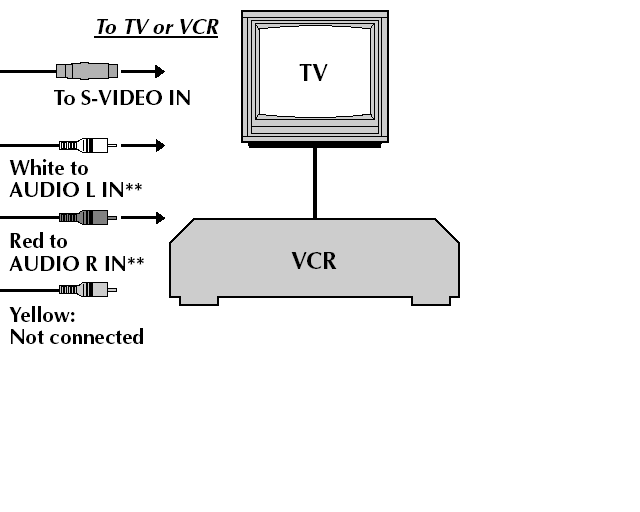 To TV or VCR
TV
To S-VIDEO IN
White to
AUDIO L IN**
Red to
AUDIO R IN**
VCR
Yellow:
Not connected